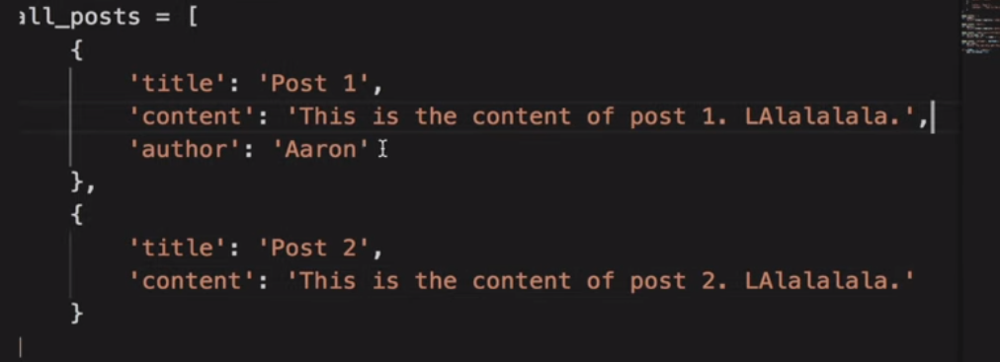 all_posts = [
{
'title': 'Post 1',
'content': 'This is the content of post 1. LAlalalala.',
'author': 'Aaron'
},
{
'title': 'Post 2',
'content': 'This is the content of post 2. LAlalalala.'
}